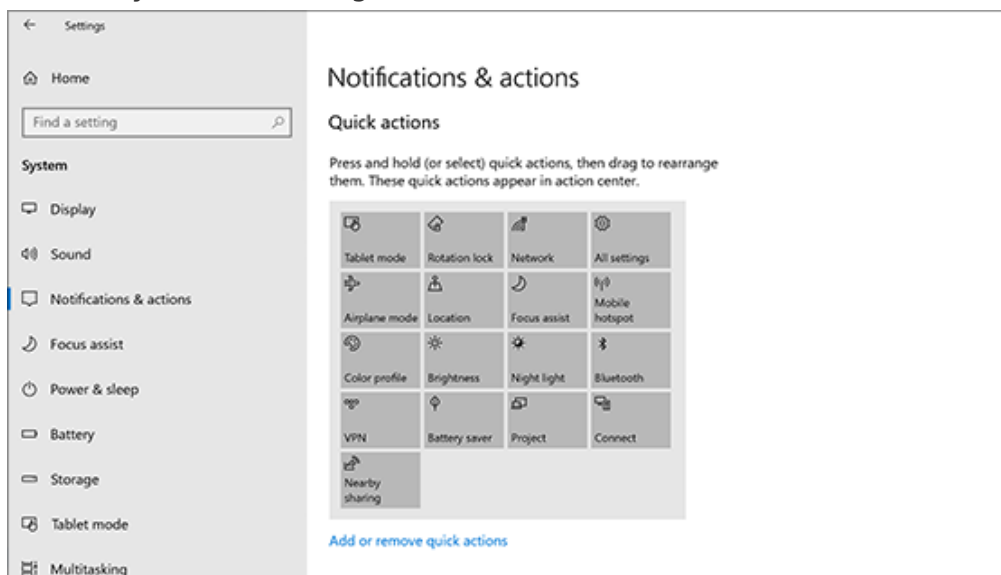 Settings
Home
Find a setting
System
Display
Sound
Notifications & actions
Focus assist
Power & sleep
Battery
Storage
Tablet mode
Multitasking
Notifications & actions
Quick actions
Press and hold (or select) quick actions, then drag to rearrange
them. These quick actions appear in action center.
Tablet mode
Rotation lock
Network
All settings
Airplane mode
Location
Focus assist
Mobile
hotspot
Color profile
Brightness
Night light
Bluetooth
VPN
Battery saver
Project
Connect
Nearby
sharing
Add or remove quick actions